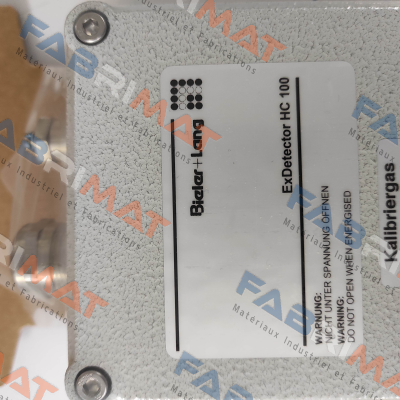 Bieler+Lang
ExDetector HC 100
WARNUNG:
NICHT UNTER SPANNUNG ÖFFNEN
WARNING:
DO NOT OPEN WHEN ENERGISED
Kalibriergas
FABRIMAT
Matériaux Industriel et Fabrications